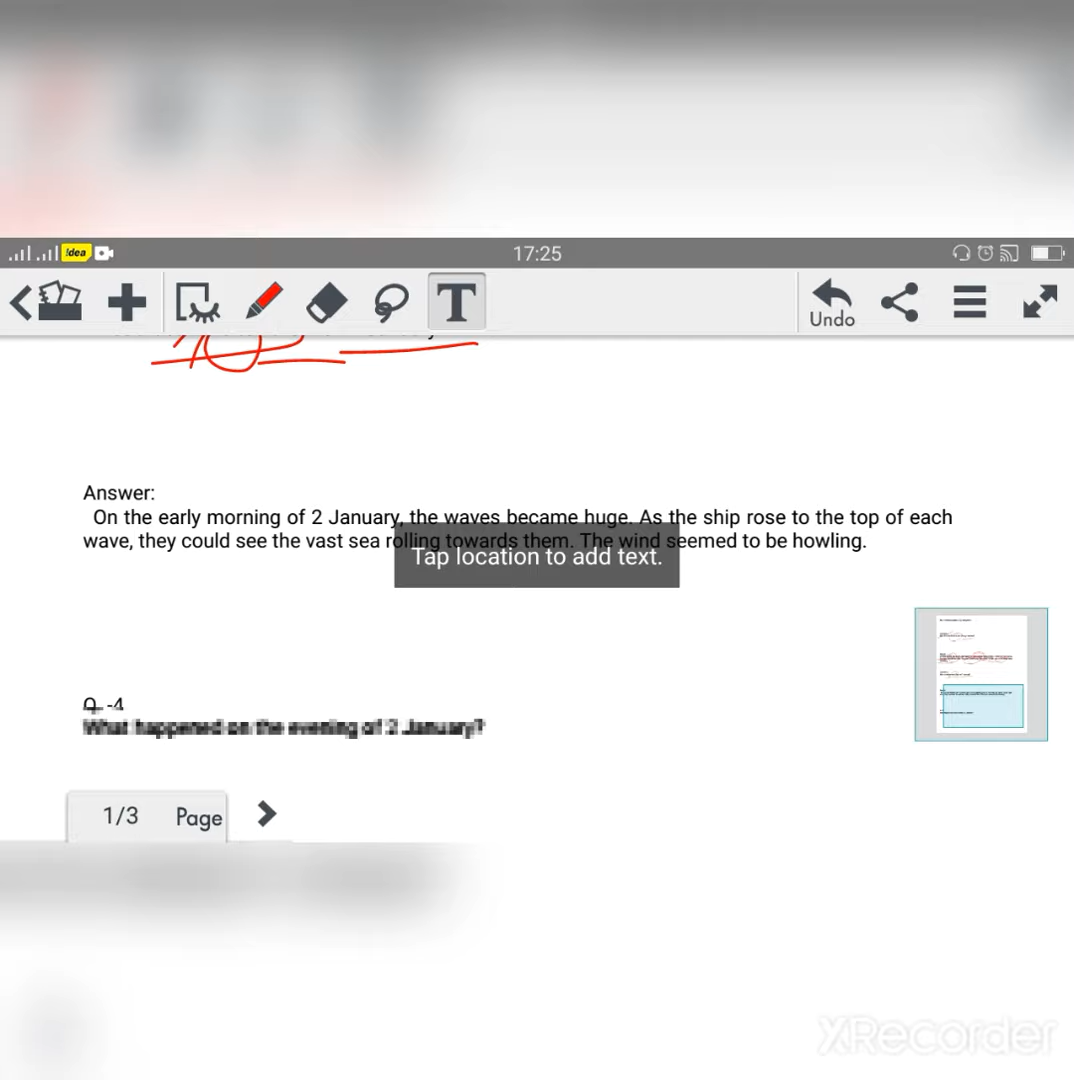 Idea
17:25
T
Undo
Answer:
On the early morning of 2 January, the waves became huge. As the ship rose to the top of each
wave, they could see the vast sea rolling towards them. The wind seemed to be howling.
Tap location to add text.
Q -4
What happened on the evening of 2 January?
1/3 Page
XRecorder